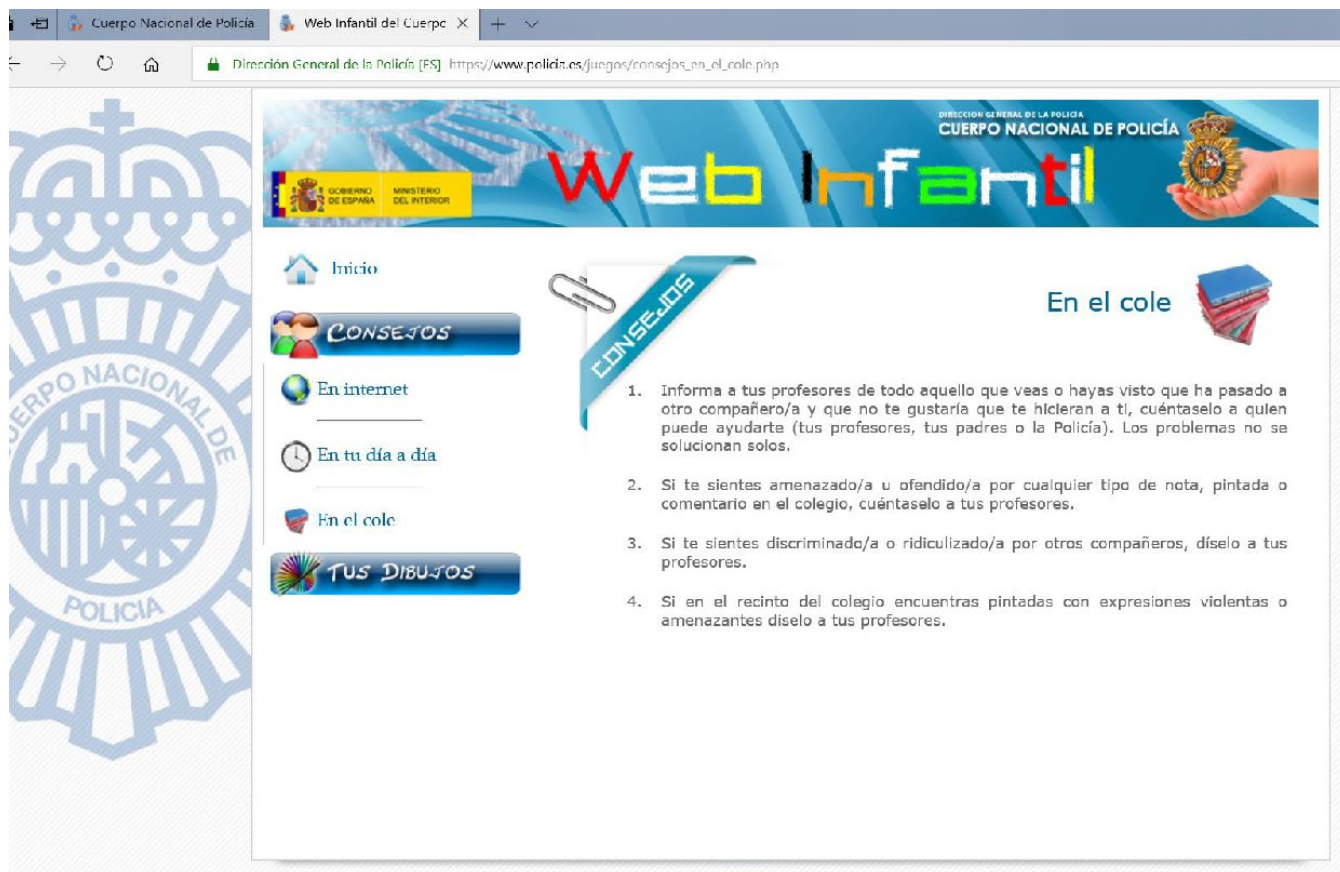 Cuerpo Nacional de Policía
Web Infantil del Cuerpo
Dirección General de la Policía [ES] https://www.policia.es/juegos/consejos_en_el_cole.php
DIRECCION GENERAL DE LA POLICÍA
CUERPO NACIONAL DE POLICÍA
Web Infantil
GOBIERNO DE ESPAÑA
MINISTERIO DEL INTERIOR
Inicio
CONSEJOS
En internet
En tu día a día
En el cole
TUS DIBUJOS
CONSEJOS
En el cole
1. Informa a tus profesores de todo aquello que veas o hayas visto que ha pasado a
otro compañero/a y que no te gustaría que te hicieran a ti, cuéntaselo a quien
puede ayudarte (tus profesores, tus padres o la Policía). Los problemas no se
solucionan solos.
2. Si te sientes amenazado/a u ofendido/a por cualquier tipo de nota, pintada o
comentario en el colegio, cuéntaselo a tus profesores.
3. Si te sientes discriminado/a o ridiculizado/a por otros compañeros, díselo a tus
profesores.
4. Si en el recinto del colegio encuentras pintadas con expresiones violentas o
amenazantes díselo a tus profesores.
CUERPO NACIONAL DE
POLICIA